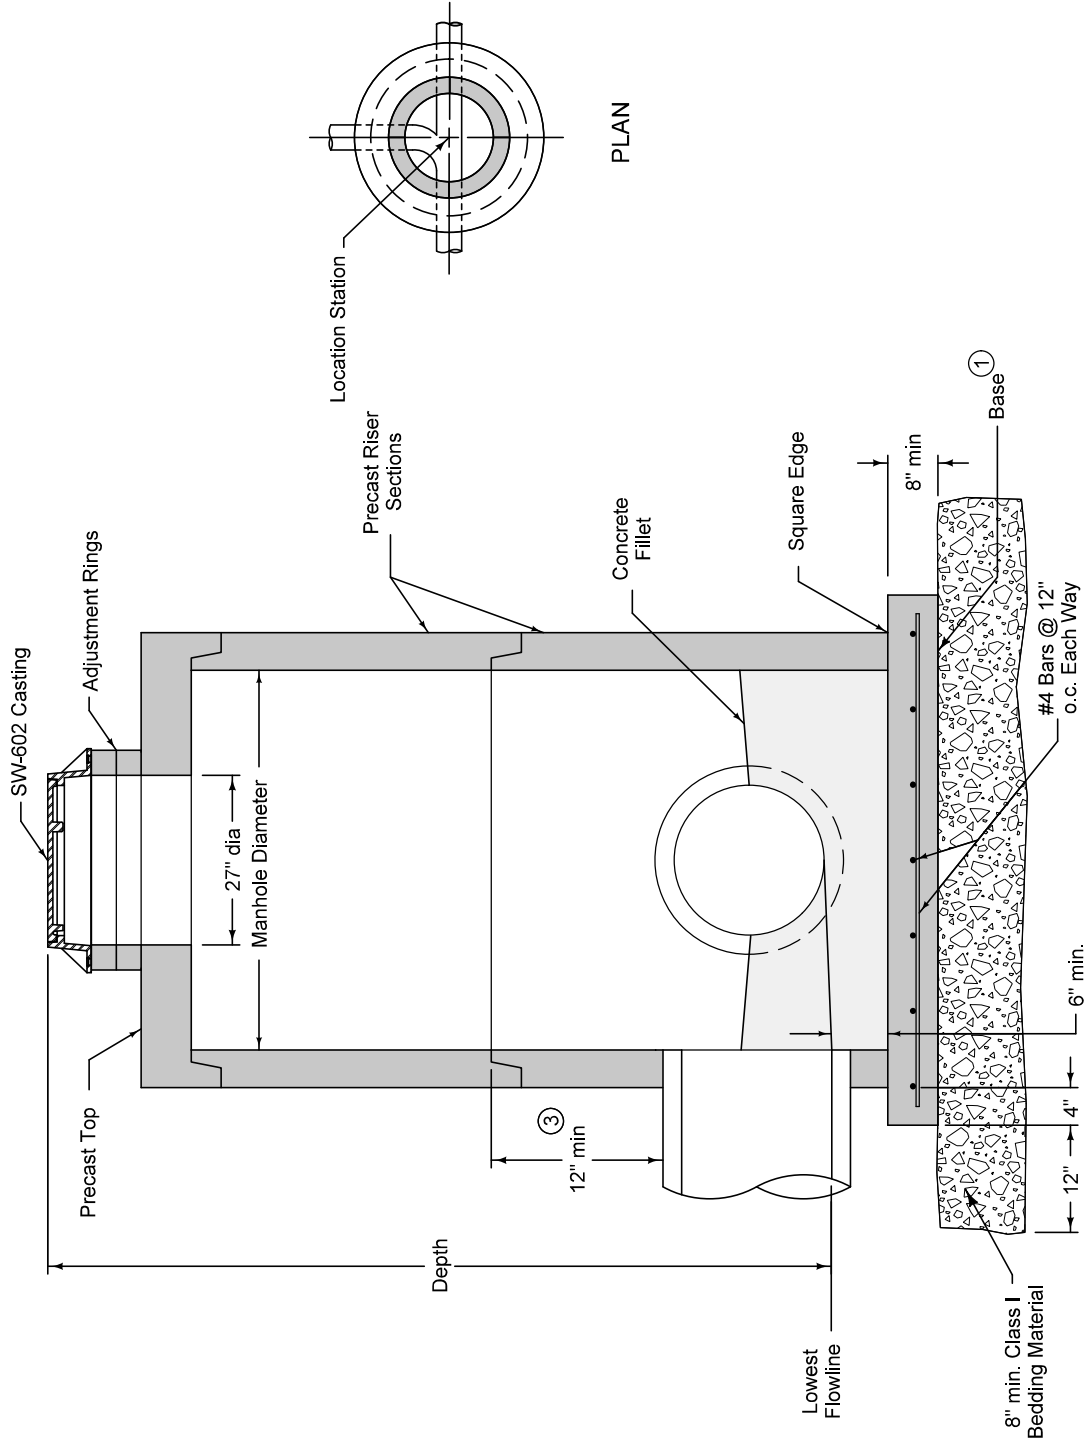 SW-602 Casting
Adjustment Rings
Precast Top
27" dia
Manhole Diameter
Precast Riser
Sections
Location Station
PLAN
12" min
3
Concrete
Fillet
Square Edge
Depth
Lowest
Flowline
8" min
Base
1
#4 Bars @ 12"
o.c. Each Way
6" min.
4"
12"
8" min. Class I
Bedding Material